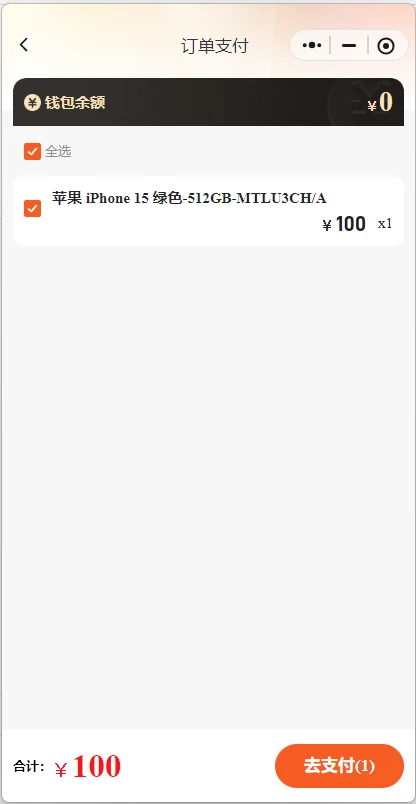 订单支付
钱包余额 ¥0
全选
苹果 iPhone 15 绿色-512GB-MTLU3CH/A
¥ 100 x1
合计: ¥ 100 去支付(1)